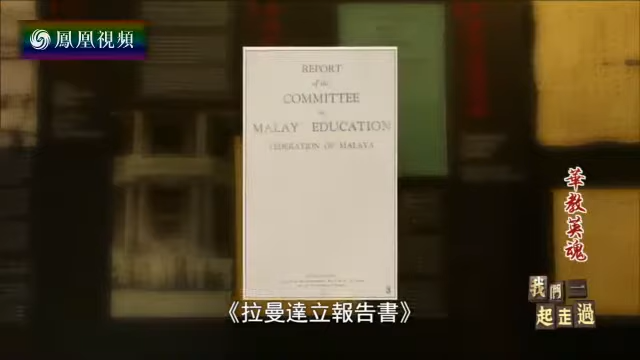 鳳凰視頻
REPORT
of the
COMMITTEE
on
MALAY EDUCATION
FEDERATION OF MALAYA
華教英魂
我們一
起走過
《拉曼達立報告書》